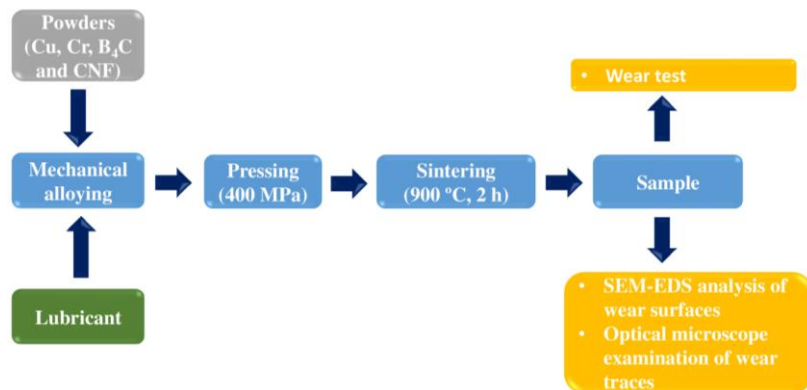 Powders
(Cu, Cr, B₄C
and CNF)
• Wear test
Mechanical
alloying
Pressing
(400 MPa)
Sintering
(900 °C, 2 h)
Sample
Lubricant
• SEM-EDS analysis of
wear surfaces
• Optical microscope
examination of wear
traces